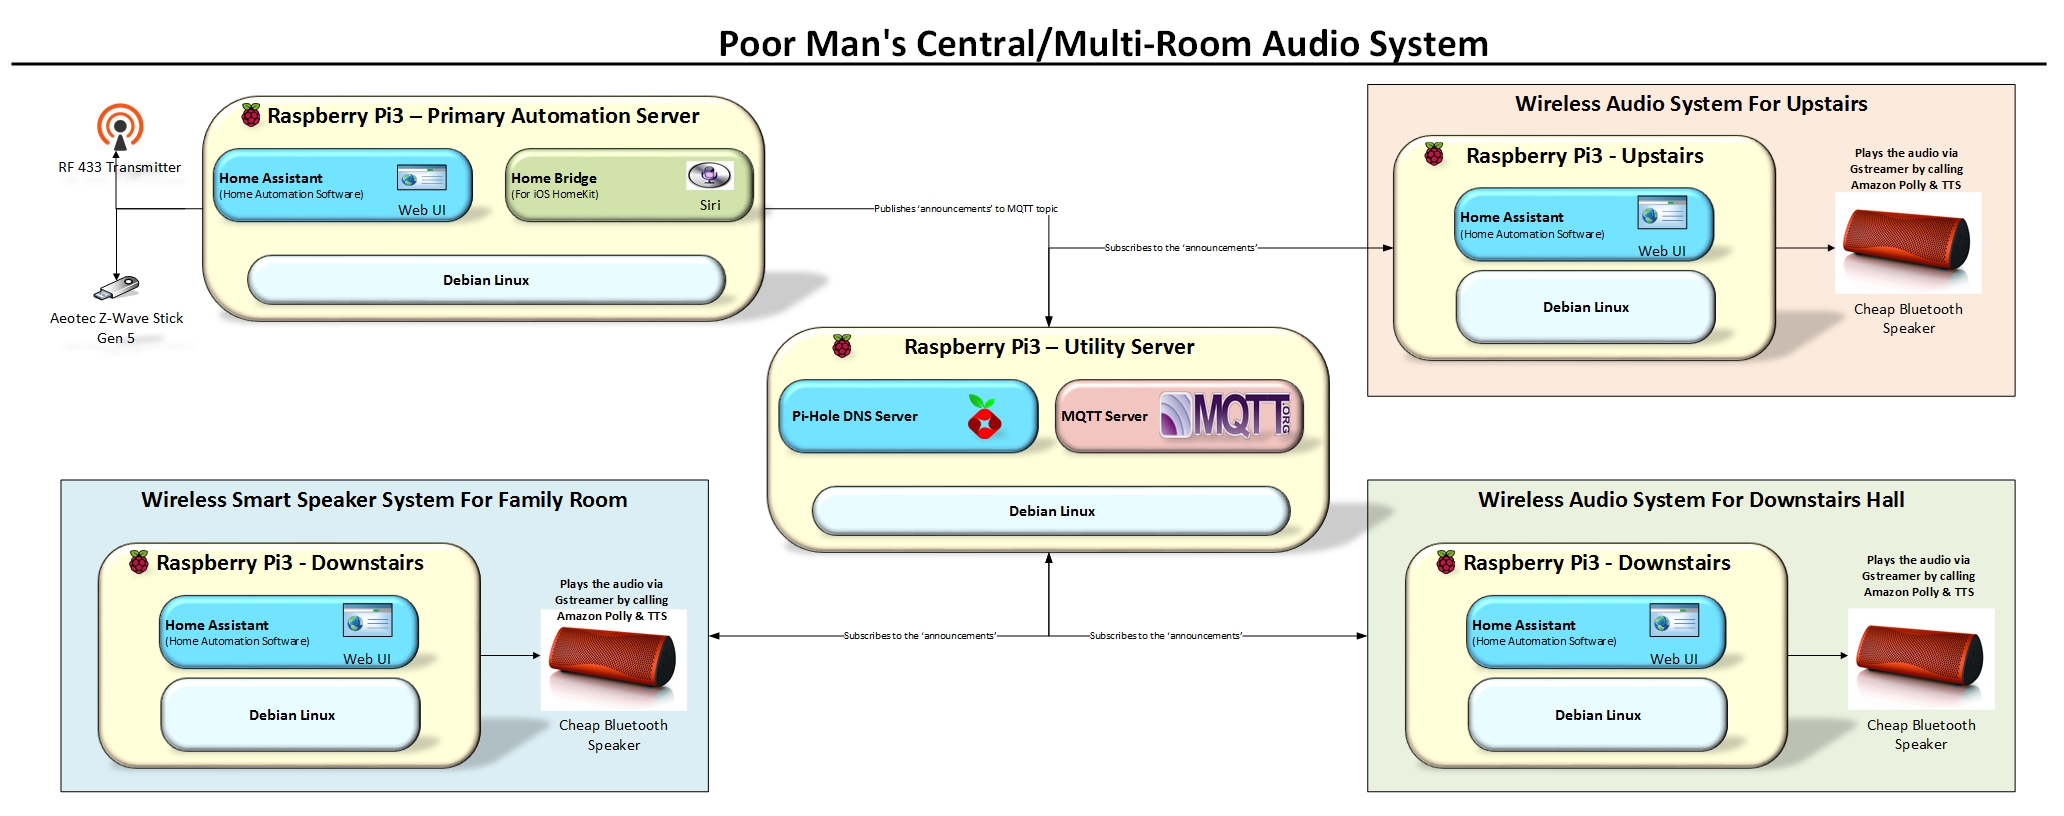 Poor Man's Central/Multi-Room Audio System
RF 433 Transmitter
Aeotec Z-Wave Stick
Gen 5
Raspberry Pi3 – Primary Automation Server
Home Assistant
(Home Automation Software)
Web UI
Home Bridge
(For iOS HomeKit)
Siri
Debian Linux
Publishes ‘announcements’ to MQTT topic
Subscribes to the ‘announcements’
Wireless Audio System For Upstairs
Raspberry Pi3 - Upstairs
Home Assistant
(Home Automation Software)
Web UI
Debian Linux
Plays the audio via
Gstreamer by calling
Amazon Polly & TTS
Cheap Bluetooth
Speaker
Raspberry Pi3 – Utility Server
Pi-Hole DNS Server
MQTT Server
MQTT.ORG
Debian Linux
Wireless Smart Speaker System For Family Room
Raspberry Pi3 - Downstairs
Home Assistant
(Home Automation Software)
Web UI
Debian Linux
Plays the audio via
Gstreamer by calling
Amazon Polly & TTS
Cheap Bluetooth
Speaker
Subscribes to the ‘announcements’
Subscribes to the ‘announcements’
Wireless Audio System For Downstairs Hall
Raspberry Pi3 - Downstairs
Home Assistant
(Home Automation Software)
Web UI
Debian Linux
Plays the audio via
Gstreamer by calling
Amazon Polly & TTS
Cheap Bluetooth
Speaker